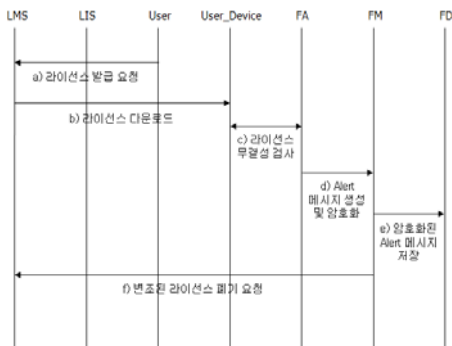 LMS LIS User User_Device FA FM FD
a) 라이선스 발급 요청
b) 라이선스 다운로드
c) 라이선스
무결성 검사
d) Alert
메시지 생성
및 암호화
e) 암호화된
Alert 메시지
저장
f) 변조된 라이선스 폐기 요청